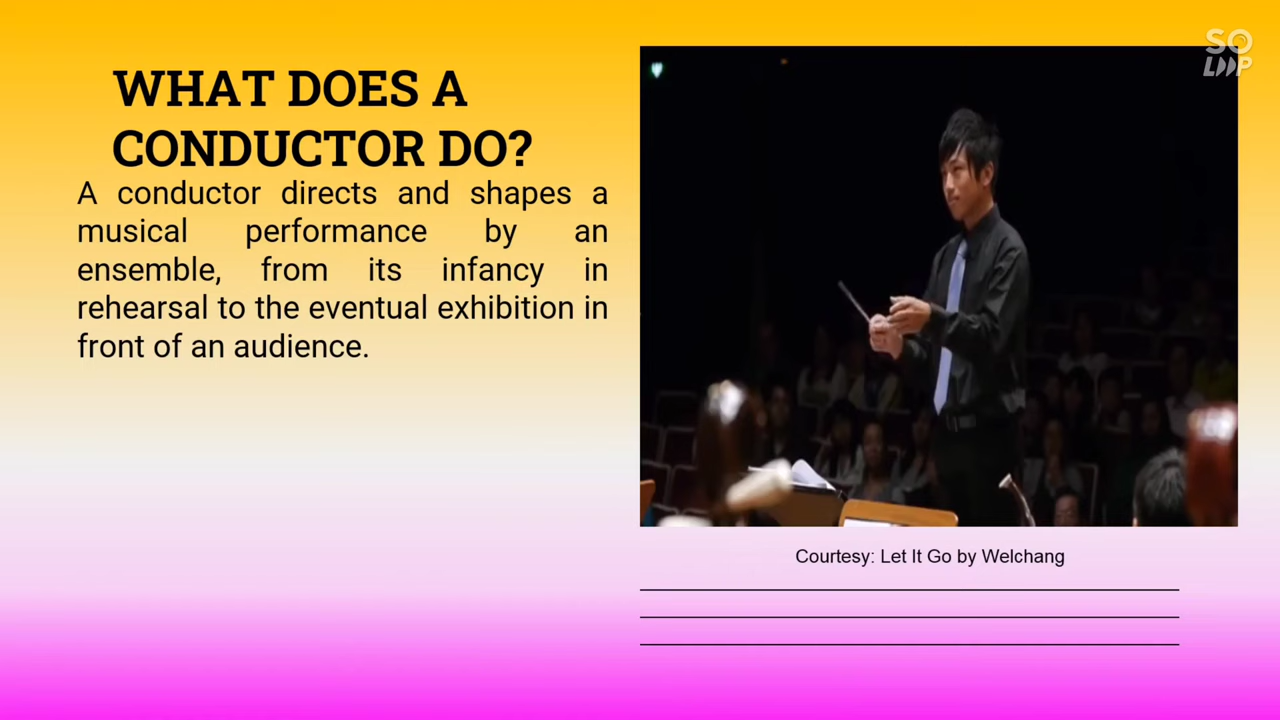 WHAT DOES A
CONDUCTOR DO?
A conductor directs and shapes a
musical performance by an
ensemble, from its infancy in
rehearsal to the eventual exhibition in
front of an audience.
SO
LOOP
Courtesy: Let It Go by Welchang